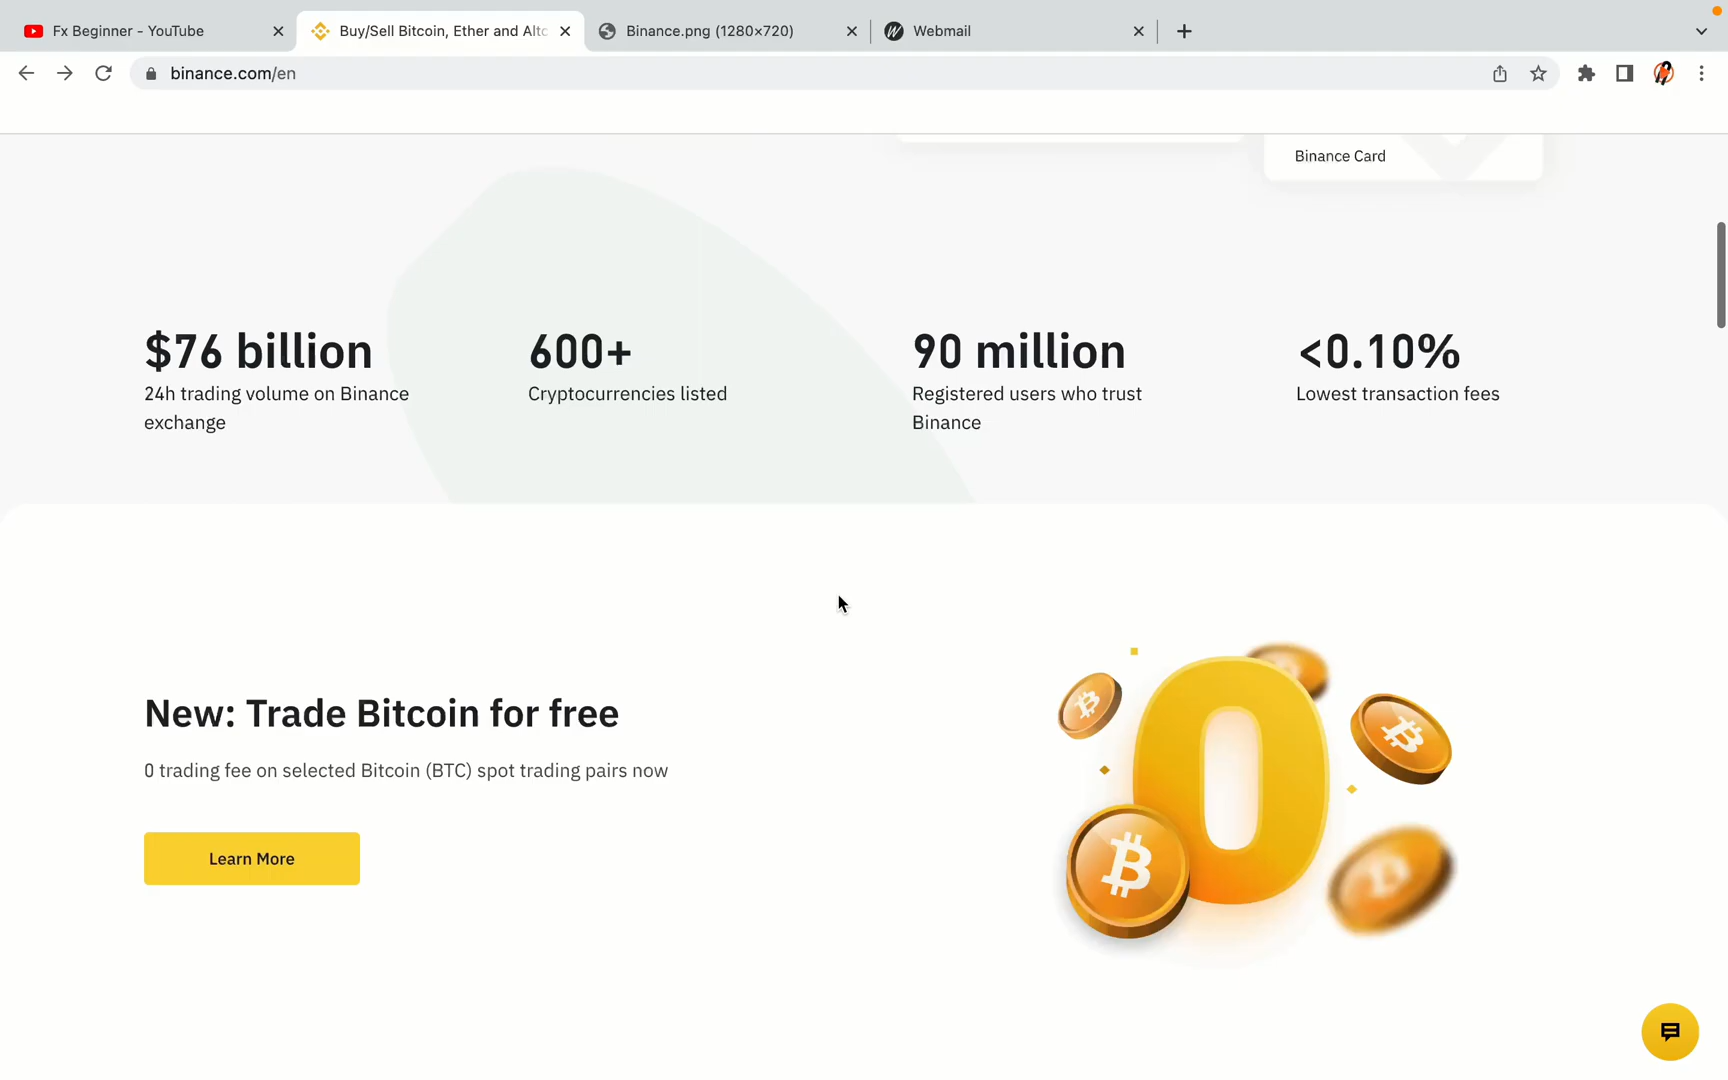 Fx Beginner - YouTube
Buy/Sell Bitcoin, Ether and Altc
Binance.png (1280×720)
Webmail
binance.com/en
Binance Card
$76 billion
24h trading volume on Binance
exchange
600+
Cryptocurrencies listed
90 million
Registered users who trust
Binance
<0.10%
Lowest transaction fees
New: Trade Bitcoin for free
0 trading fee on selected Bitcoin (BTC) spot trading pairs now
Learn More
0